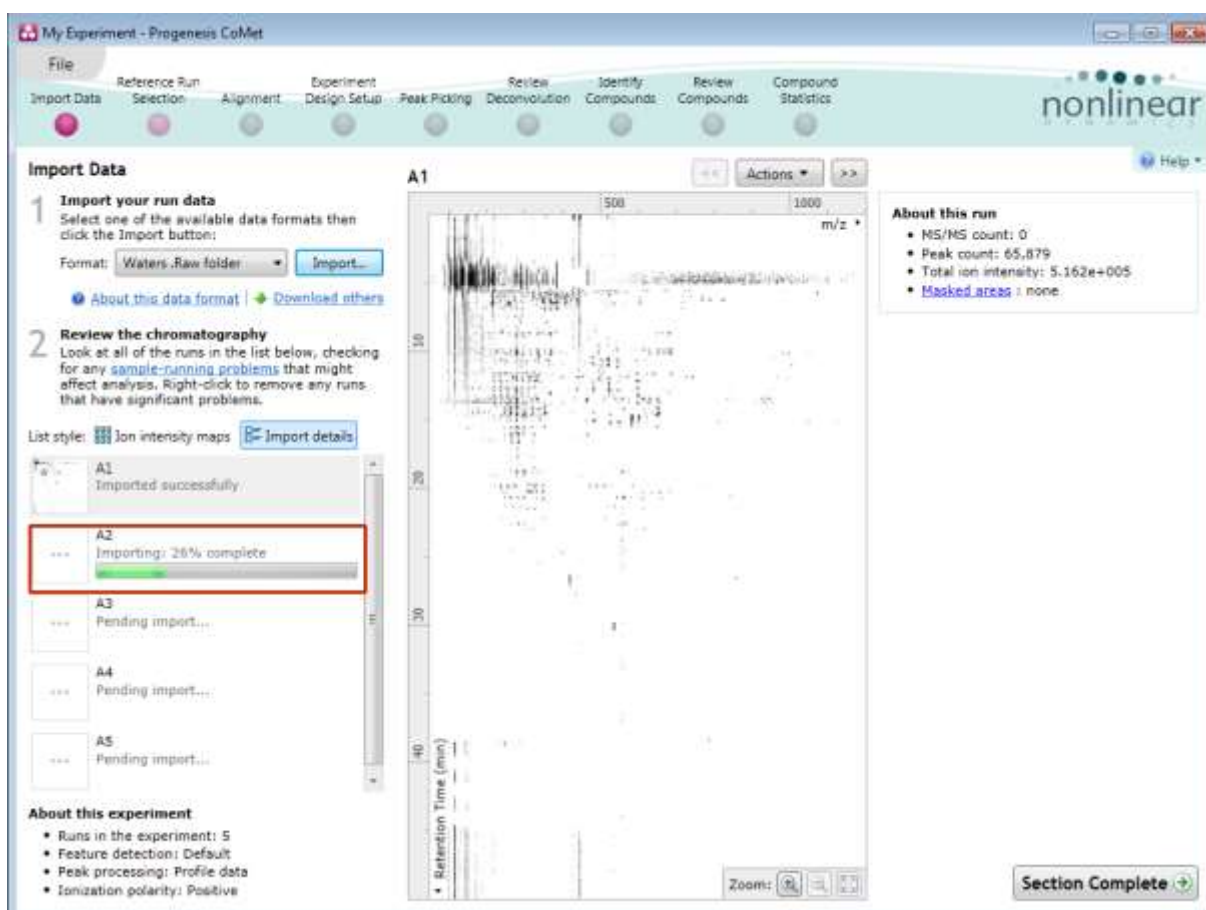 My Experiment - Progenesis CoMet
File
Import Data
Reference Run
Selection
Alignment
Experiment
Design Setup
Peak Picking
Review
Deconvolution
Identify
Compounds
Review
Compounds
Compound
Statistics
nonlinear
Help
Import Data
1 Import your run data
Select one of the available data formats then
click the Import button:
Format: Waters .Raw folder Import...
About this data format | Download others
2 Review the chromatography
Look at all of the runs in the list below, checking
for any sample-running problems that might
affect analysis. Right-click to remove any runs
that have significant problems.
List style: Ion intensity maps Import details
A1
Imported successfully
A2
Importing: 26% complete
A3
Pending import...
A4
Pending import...
A5
Pending import...
About this experiment
• Runs in the experiment: 5
• Feature detection: Default
• Peak processing: Profile data
• Ionization polarity: Positive
A1
<< Actions >>
500 1000
m/z
10
20
30
40
Retention Time (min)
Zoom:
About this run
• MS/MS count: 0
• Peak count: 65,879
• Total ion intensity: 5.162e+005
• Masked areas : none
Section Complete